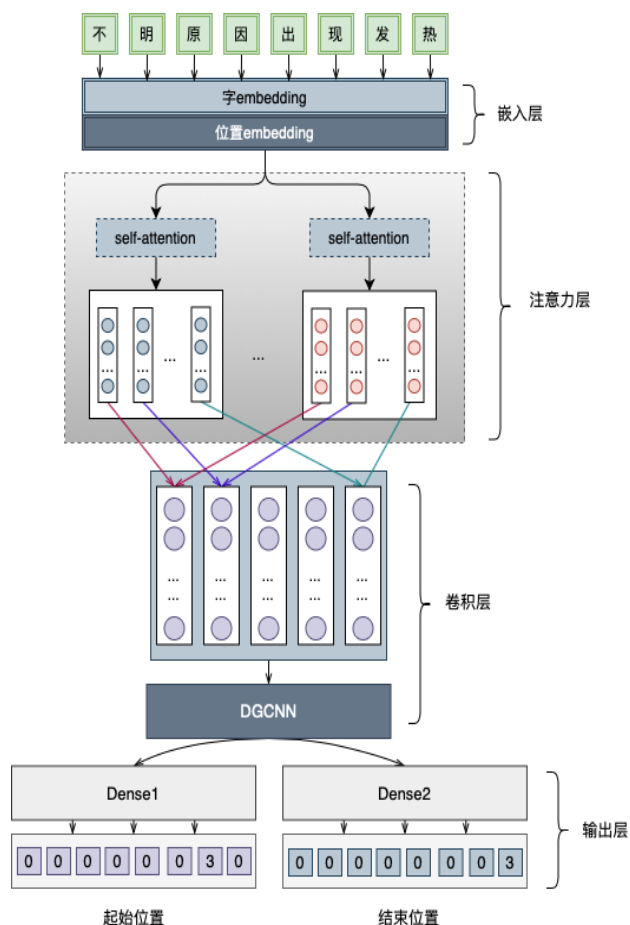 不 明 原 因 出 现 发 热
字embedding
位置embedding
嵌入层
self-attention self-attention
注意力层
... ... ...
... ... ... ... ... ...
... ... ... ... ...
... ... ... ... ...
卷积层
DGCNN
Dense1 Dense2
输出层
0 0 0 0 0 0 3 0 0 0 0 0 0 0 0 3
起始位置 结束位置